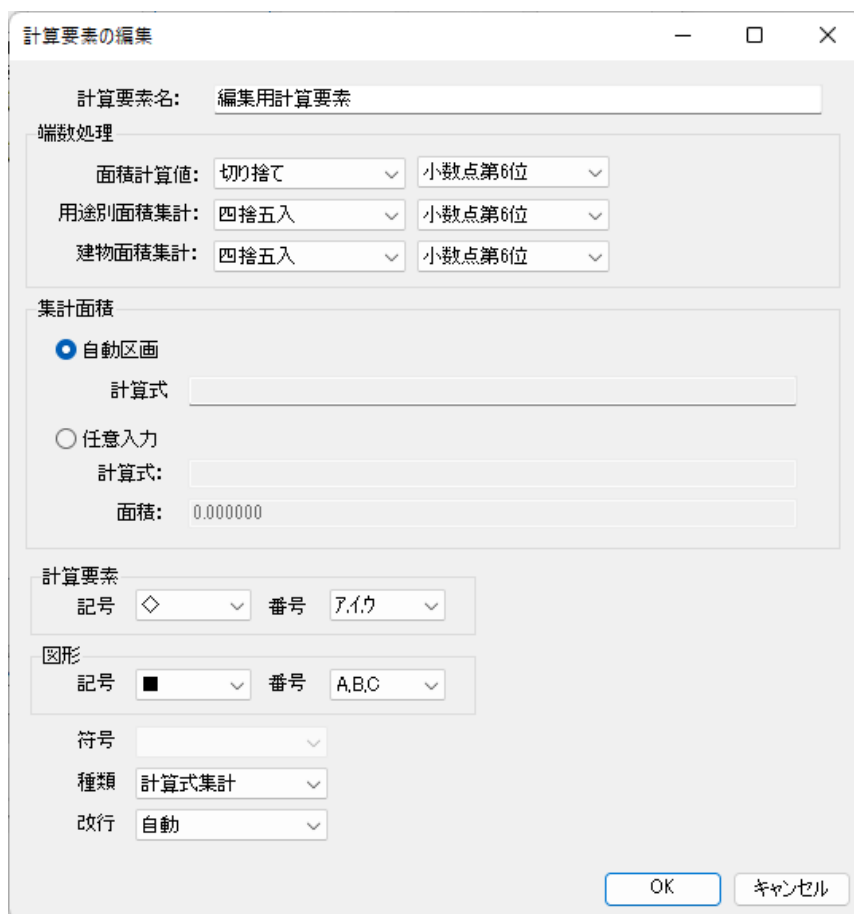 計算要素の編集
計算要素名: 編集用計算要素
端数処理
面積計算値: 切り捨て 小数点第6位
用途別面積集計: 四捨五入 小数点第6位
建物面積集計: 四捨五入 小数点第6位
集計面積
自動区画
計算式
任意入力
計算式:
面積: 0.000000
計算要素
記号 ◇ 番号 ア,イ,ウ
図形
記号 ■ 番号 A,B,C
符号
種類 計算式集計
改行 自動
OK キャンセル